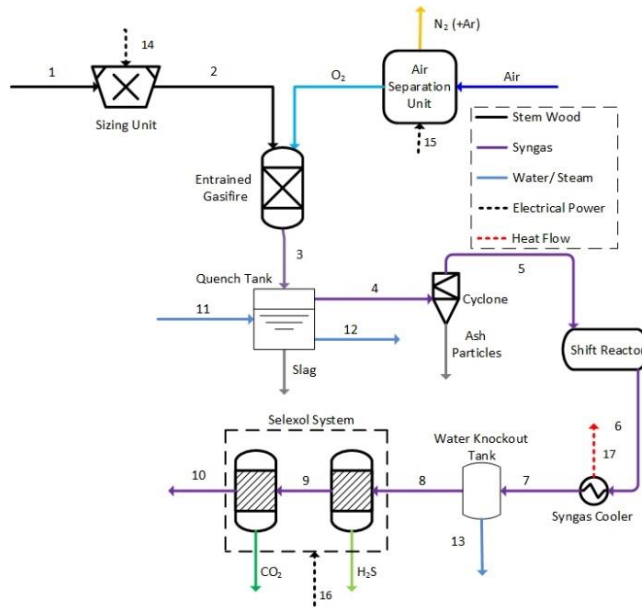 N₂ (+Ar)
14
1
2
O₂
Air
Separation
Unit
Air
Sizing Unit
15
Stem Wood
Syngas
Water/ Steam
Electrical Power
Heat Flow
Entrained
Gasifire
3
Quench Tank
4
5
11
12
Cyclone
Ash
Particles
Slag
Shift Reactor
Selexol System
Water Knockout
Tank
6
17
10
9
8
7
Syngas Cooler
13
CO₂
H₂S
16